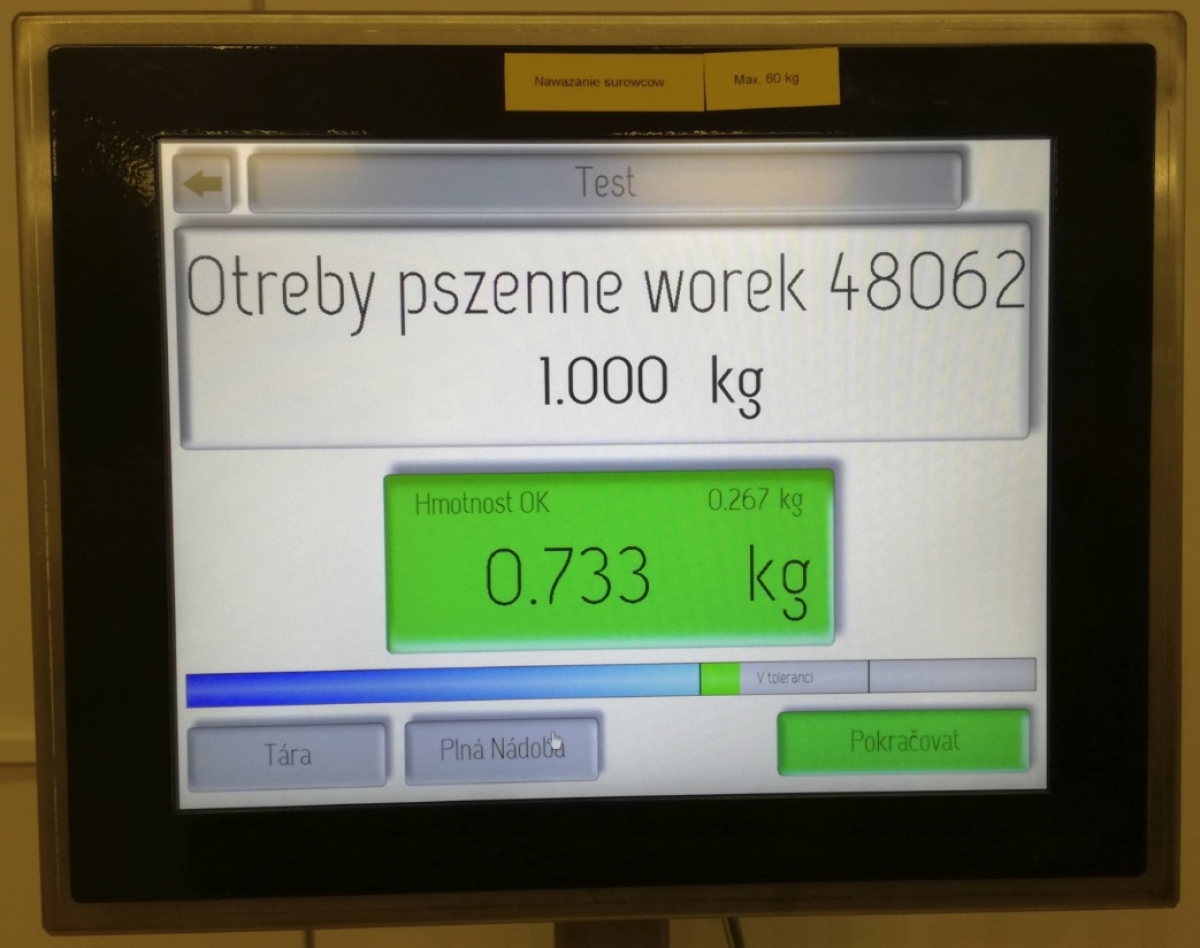 Nawazanie surowcow
Max. 60 kg
Test
Otreby pszenne worek 48062
1.000 kg
Hmotnost OK 0.267 kg
0.733 kg
V toleranci
Tára
Plná Nádoba
Pokračovat